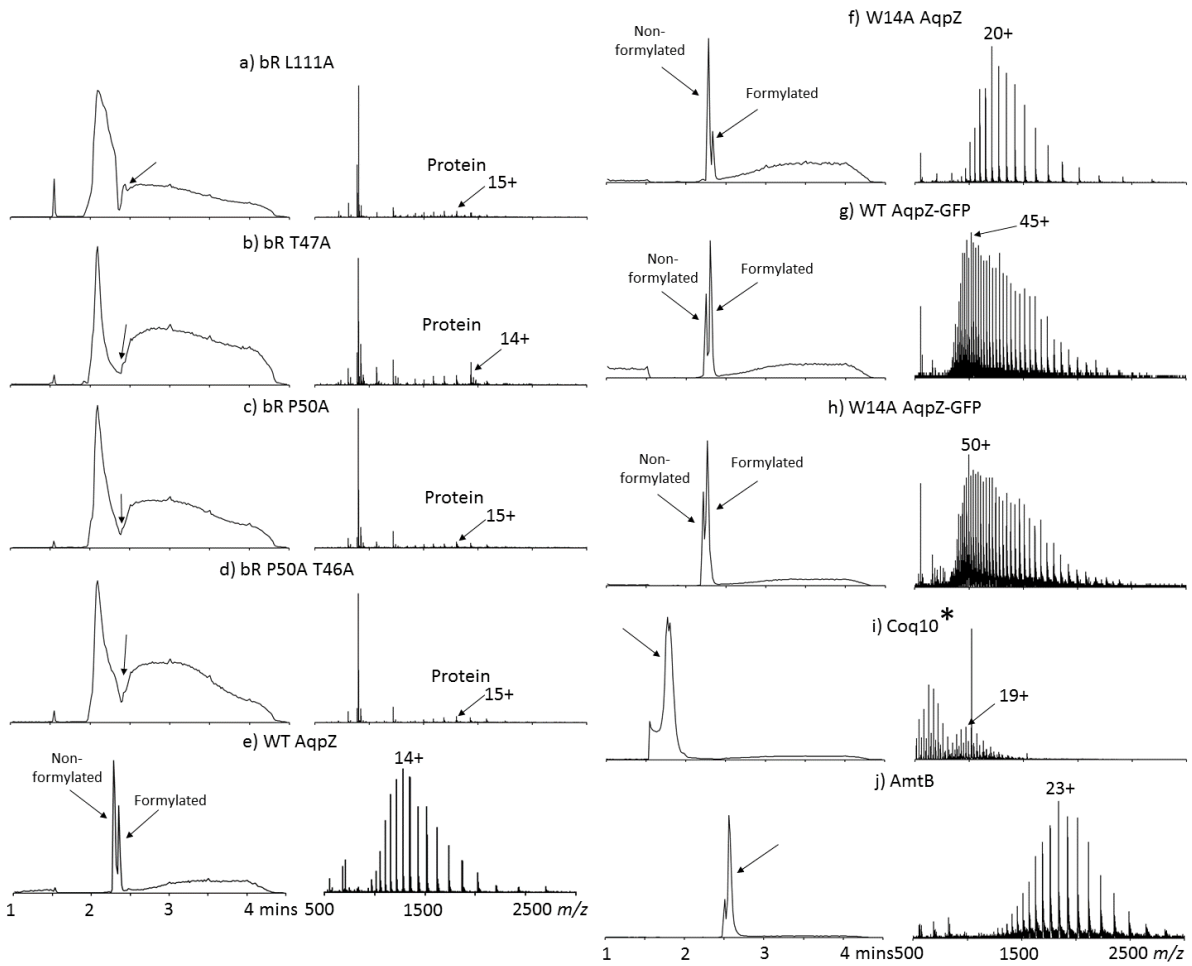 a) bR L111A
Protein
15+
b) bR T47A
Protein
14+
c) bR P50A
Protein
15+
d) bR P50A T46A
Protein
15+
e) WT AqpZ
Non-
formylated
Formylated
14+
1 2 3 4 mins 500 1500 2500 m/z
f) W14A AqpZ
Non-
formylated
Formylated
20+
g) WT AqpZ-GFP
Non-
formylated
Formylated
45+
h) W14A AqpZ-GFP
Non-
formylated
Formylated
50+
i) Coq10*
19+
j) AmtB
23+
1 2 3 4 mins 500 1500 2500 m/z